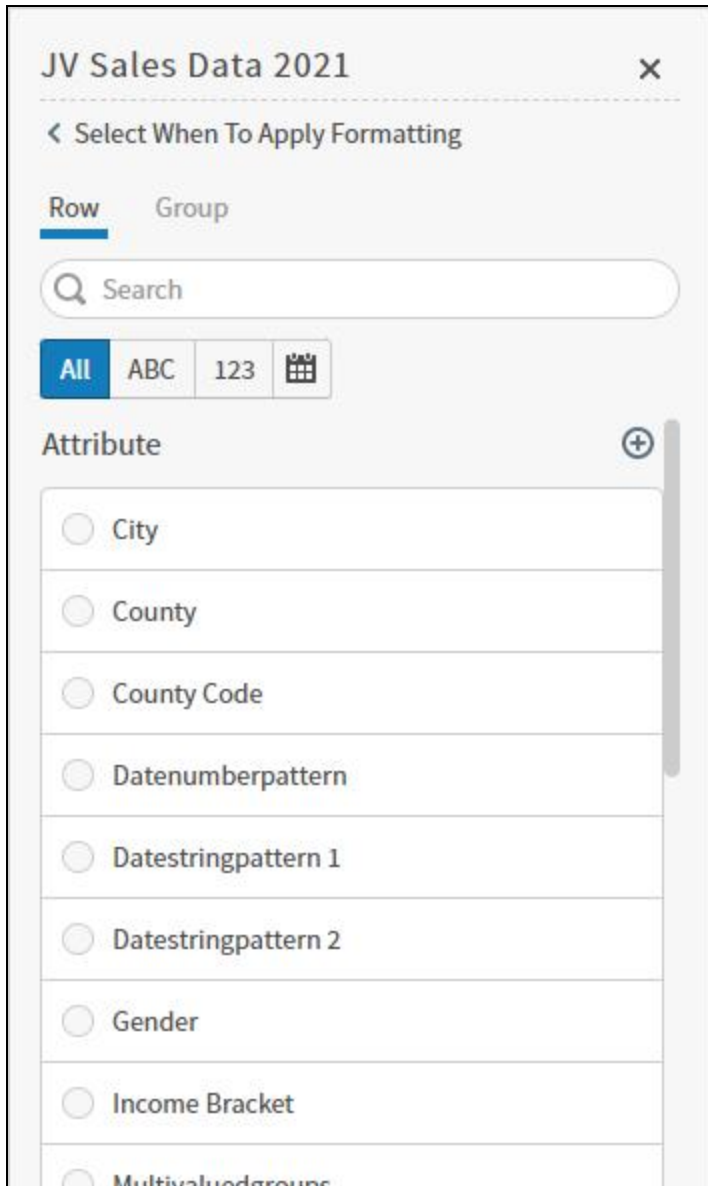 JV Sales Data 2021
Select When To Apply Formatting
Row Group
Search
All ABC 123
Attribute
City
County
County Code
Datenumberpattern
Datestringpattern 1
Datestringpattern 2
Gender
Income Bracket
Multivaluedgroups